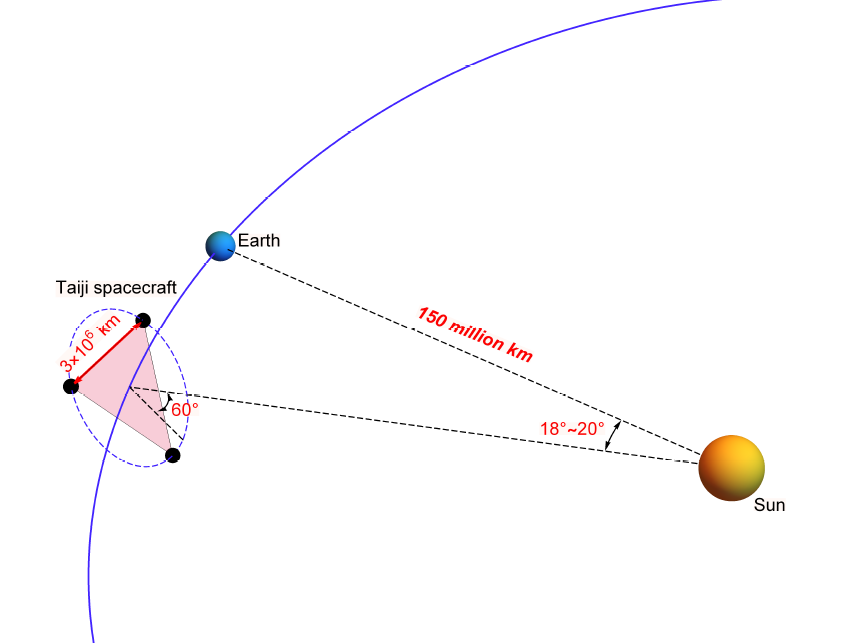 Earth
Taiji spacecraft
3×10⁶ km
150 million km
60°
18°~20°
Sun